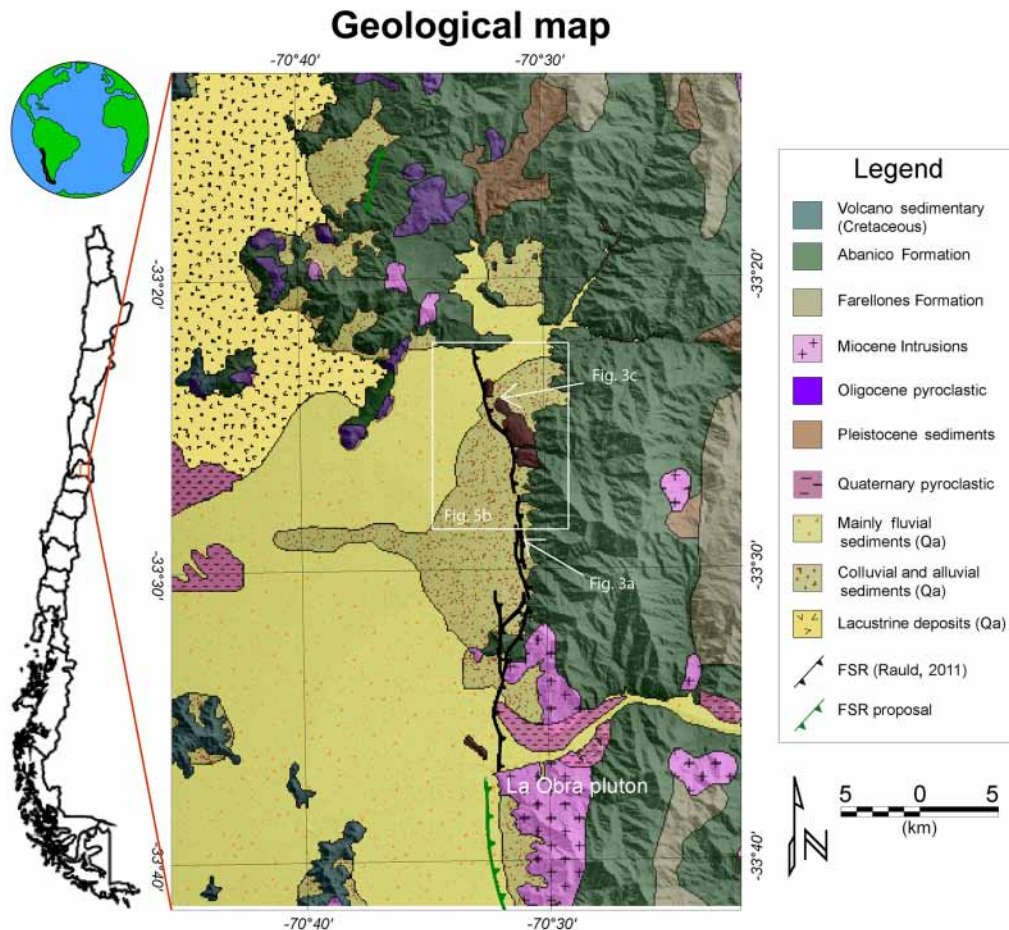 Geological map
-70°40'
-70°30'
-33°20'
-33°20'
Fig. 3c
Fig. 5b
-33°30'
-33°30'
Fig. 3a
La Obra pluton
-33°40'
-33°40'
-70°40'
-70°30'
Legend
Volcano sedimentary
(Cretaceous)
Abanico Formation
Farellones Formation
Miocene Intrusions
Oligocene pyroclastic
Pleistocene sediments
Quaternary pyroclastic
Mainly fluvial
sediments (Qa)
Colluvial and alluvial
sediments (Qa)
Lacustrine deposits (Qa)
FSR (Rauld, 2011)
FSR proposal
N
5 0 5
(km)